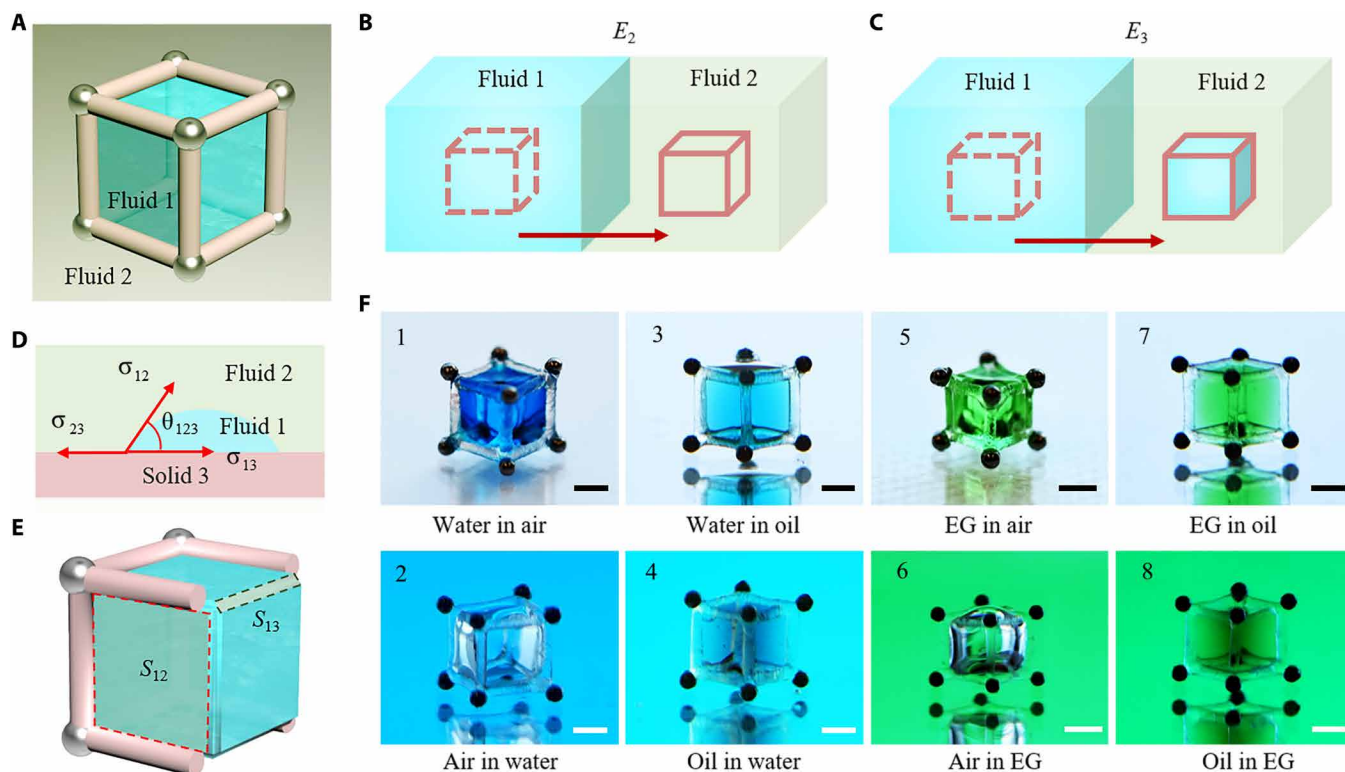 A
Fluid 1
Fluid 2
B
E₂
Fluid 1
Fluid 2
C
E₃
Fluid 1
Fluid 2
D
σ₁₂
Fluid 2
σ₂₃
θ₁₂₃
Fluid 1
σ₁₃
Solid 3
E
S₁₃
S₁₂
F
1
3
5
7
Water in air
Water in oil
EG in air
EG in oil
2
4
6
8
Air in water
Oil in water
Air in EG
Oil in EG